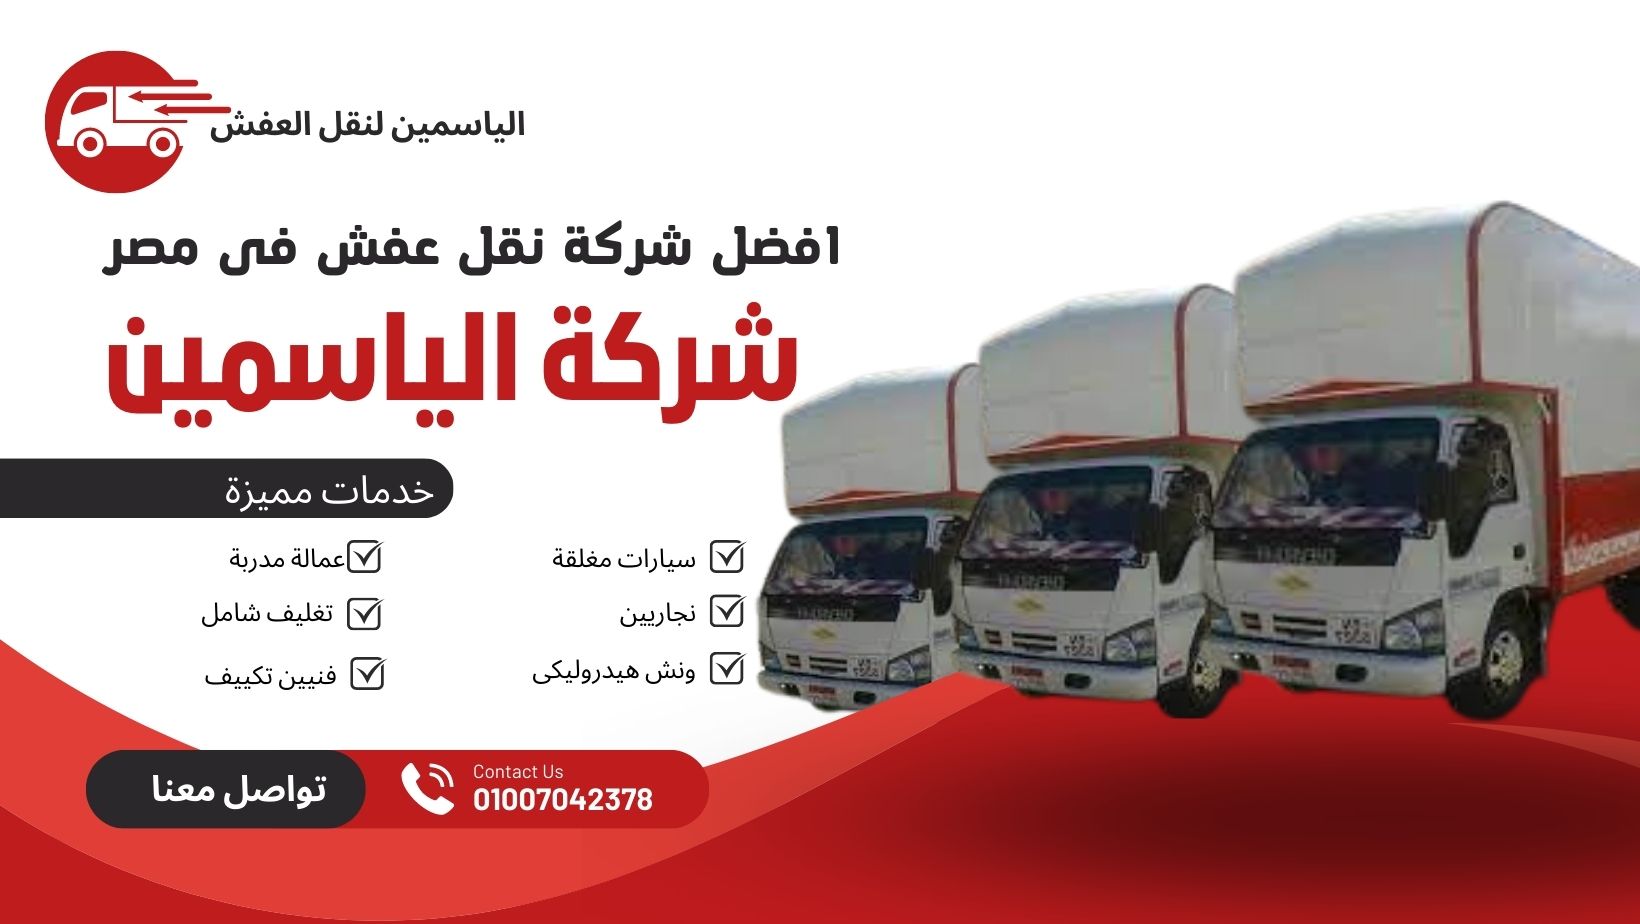 الياسمين لنقل العفش
افضل شركة نقل عفش فى مصر
شركة الياسمين
خدمات مميزة
سيارات مغلقة
عمالة مدربة
نجاريين
تغليف شامل
ونش هيدروليكى
فنيين تكييف
تواصل معنا
Contact Us
01007042378